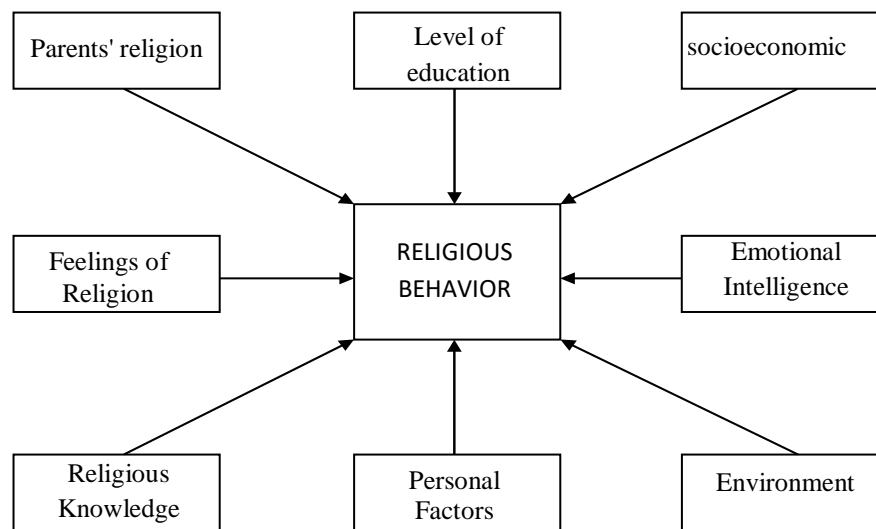 Parents' religion
Level of
education
socioeconomic
Feelings of
Religion
RELIGIOUS
BEHAVIOR
Emotional
Intelligence
Religious
Knowledge
Personal
Factors
Environment